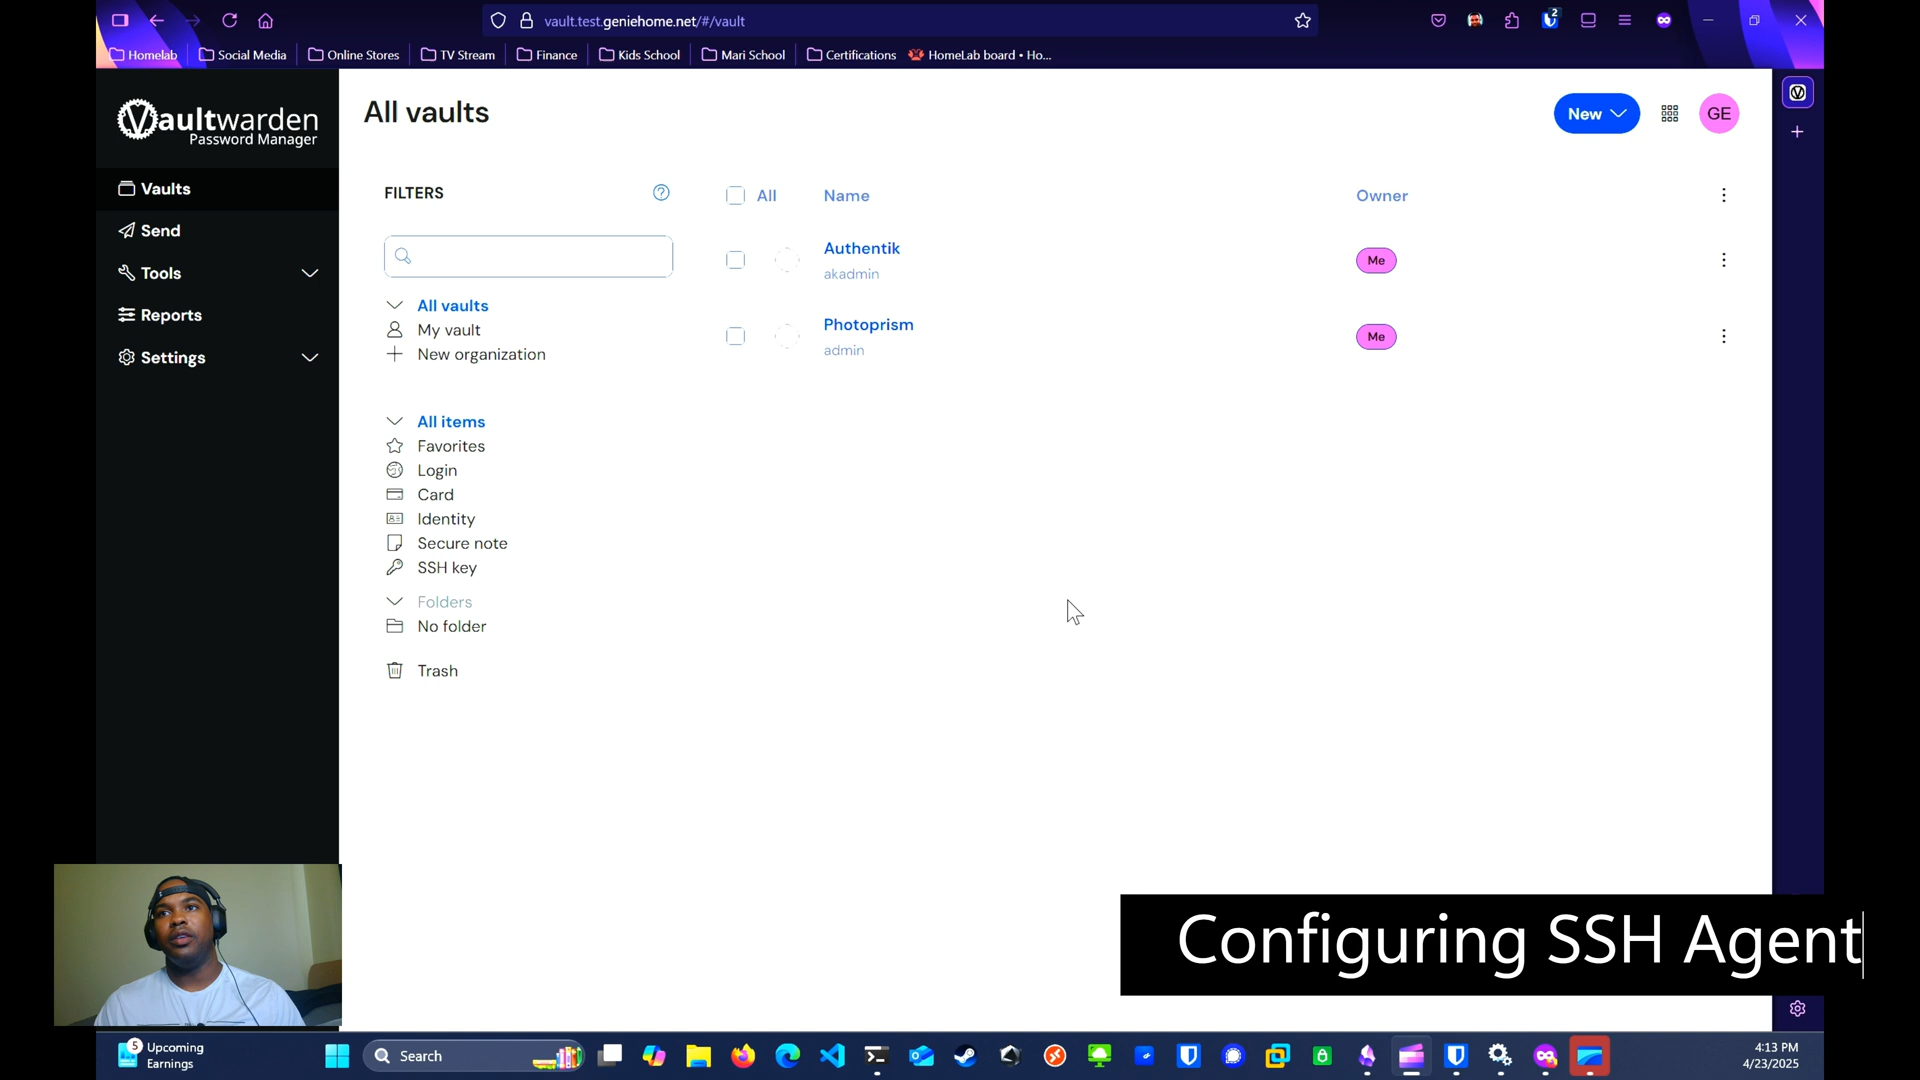 vault.test.geniehome.net/#/vault
2
Homelab
Social Media
Online Stores
TV Stream
Finance
Kids School
Mari School
Certifications
HomeLab board • Ho...
Vaultwarden
Password Manager
Vaults
Send
Tools
Reports
Settings
All vaults
New
GE
FILTERS
All vaults
My vault
New organization
All items
Favorites
Login
Card
Identity
Secure note
SSH key
Folders
No folder
Trash
All
Name
Owner
Authentik
akadmin
Me
Photoprism
admin
Me
Configuring SSH Agent
5
Upcoming
Earnings
Search
4:13 PM
4/23/2025